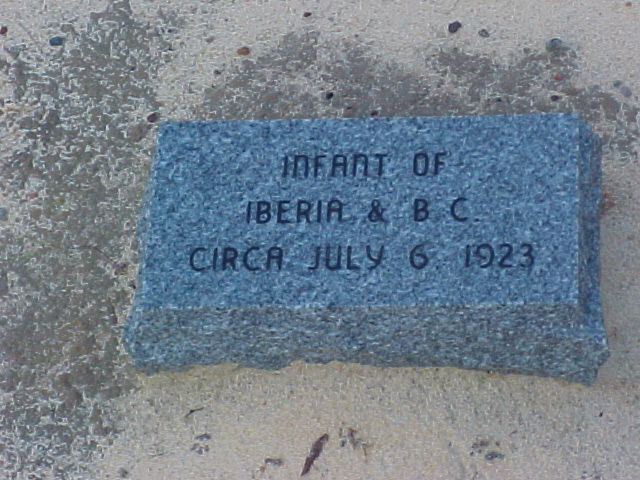 INFANT OF
IBERIA & B C.
CIRCA JULY 6 1923